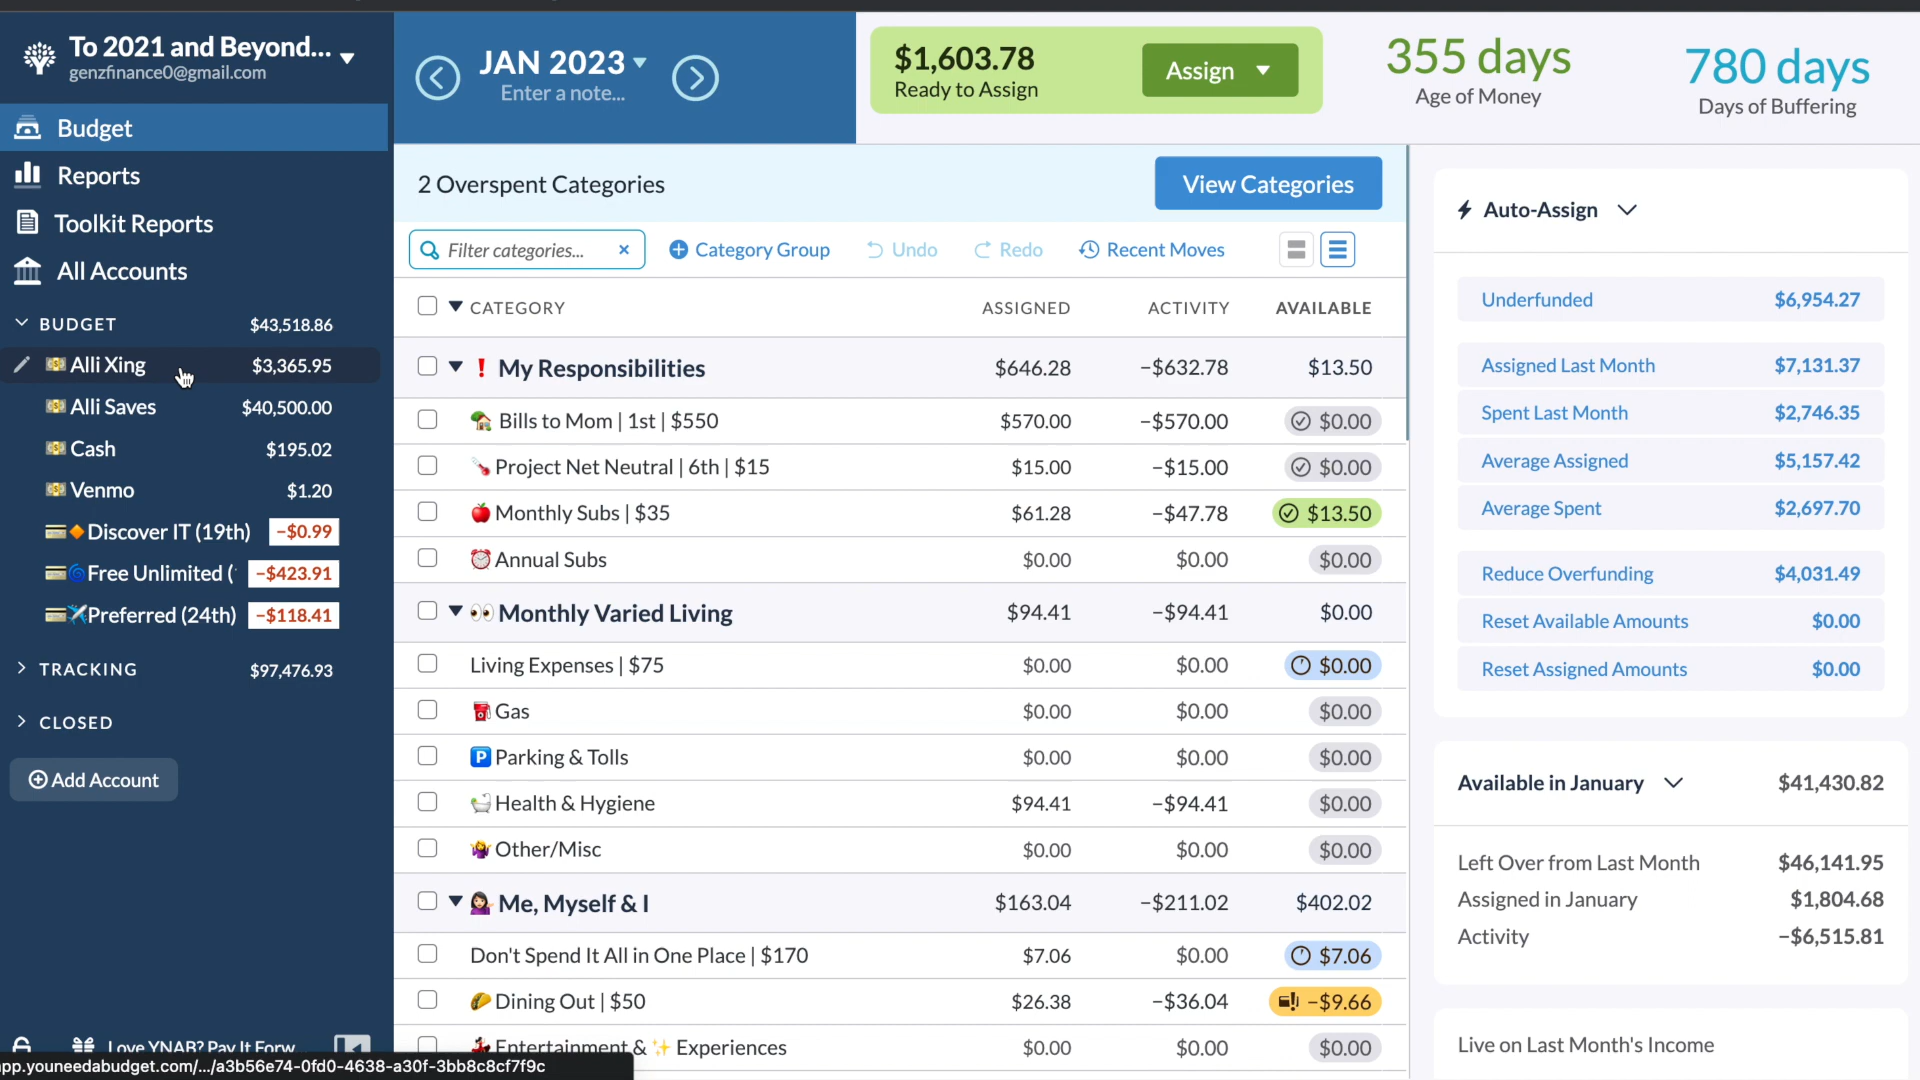 To 2021 and Beyond...
genzfinance0@gmail.com
Budget
Reports
Toolkit Reports
All Accounts
BUDGET $43,518.86
Alli Xing $3,365.95
Alli Saves $40,500.00
Cash $195.02
Venmo $1.20
Discover IT (19th) −$0.99
Free Unlimited ( −$423.91
Preferred (24th) −$118.41
TRACKING $97,476.93
CLOSED
Add Account
Love YNAB? Pay It Forw
app.youneedabudget.com/.../a3b56e74-0fd0-4638-a30f-3bb8c8cf7f9c
JAN 2023
Enter a note...
$1,603.78
Ready to Assign
Assign
355 days
Age of Money
780 days
Days of Buffering
2 Overspent Categories
View Categories
Filter categories...
Category Group
Undo
Redo
Recent Moves
CATEGORY ASSIGNED ACTIVITY AVAILABLE
My Responsibilities $646.28 −$632.78 $13.50
Bills to Mom | 1st | $550 $570.00 −$570.00 $0.00
Project Net Neutral | 6th | $15 $15.00 −$15.00 $0.00
Monthly Subs | $35 $61.28 −$47.78 $13.50
Annual Subs $0.00 $0.00 $0.00
Monthly Varied Living $94.41 −$94.41 $0.00
Living Expenses | $75 $0.00 $0.00 $0.00
Gas $0.00 $0.00 $0.00
Parking & Tolls $0.00 $0.00 $0.00
Health & Hygiene $94.41 −$94.41 $0.00
Other/Misc $0.00 $0.00 $0.00
Me, Myself & I $163.04 −$211.02 $402.02
Don't Spend It All in One Place | $170 $7.06 $0.00 $7.06
Dining Out | $50 $26.38 −$36.04 −$9.66
Entertainment & Experiences $0.00 $0.00 $0.00
Auto-Assign
Underfunded $6,954.27
Assigned Last Month $7,131.37
Spent Last Month $2,746.35
Average Assigned $5,157.42
Average Spent $2,697.70
Reduce Overfunding $4,031.49
Reset Available Amounts $0.00
Reset Assigned Amounts $0.00
Available in January $41,430.82
Left Over from Last Month $46,141.95
Assigned in January $1,804.68
Activity −$6,515.81
Live on Last Month's Income